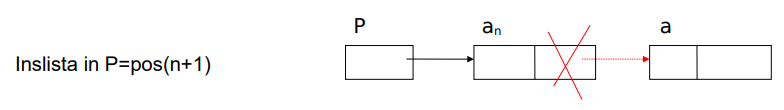 P aₙ a
Inslista in P=pos(n+1)